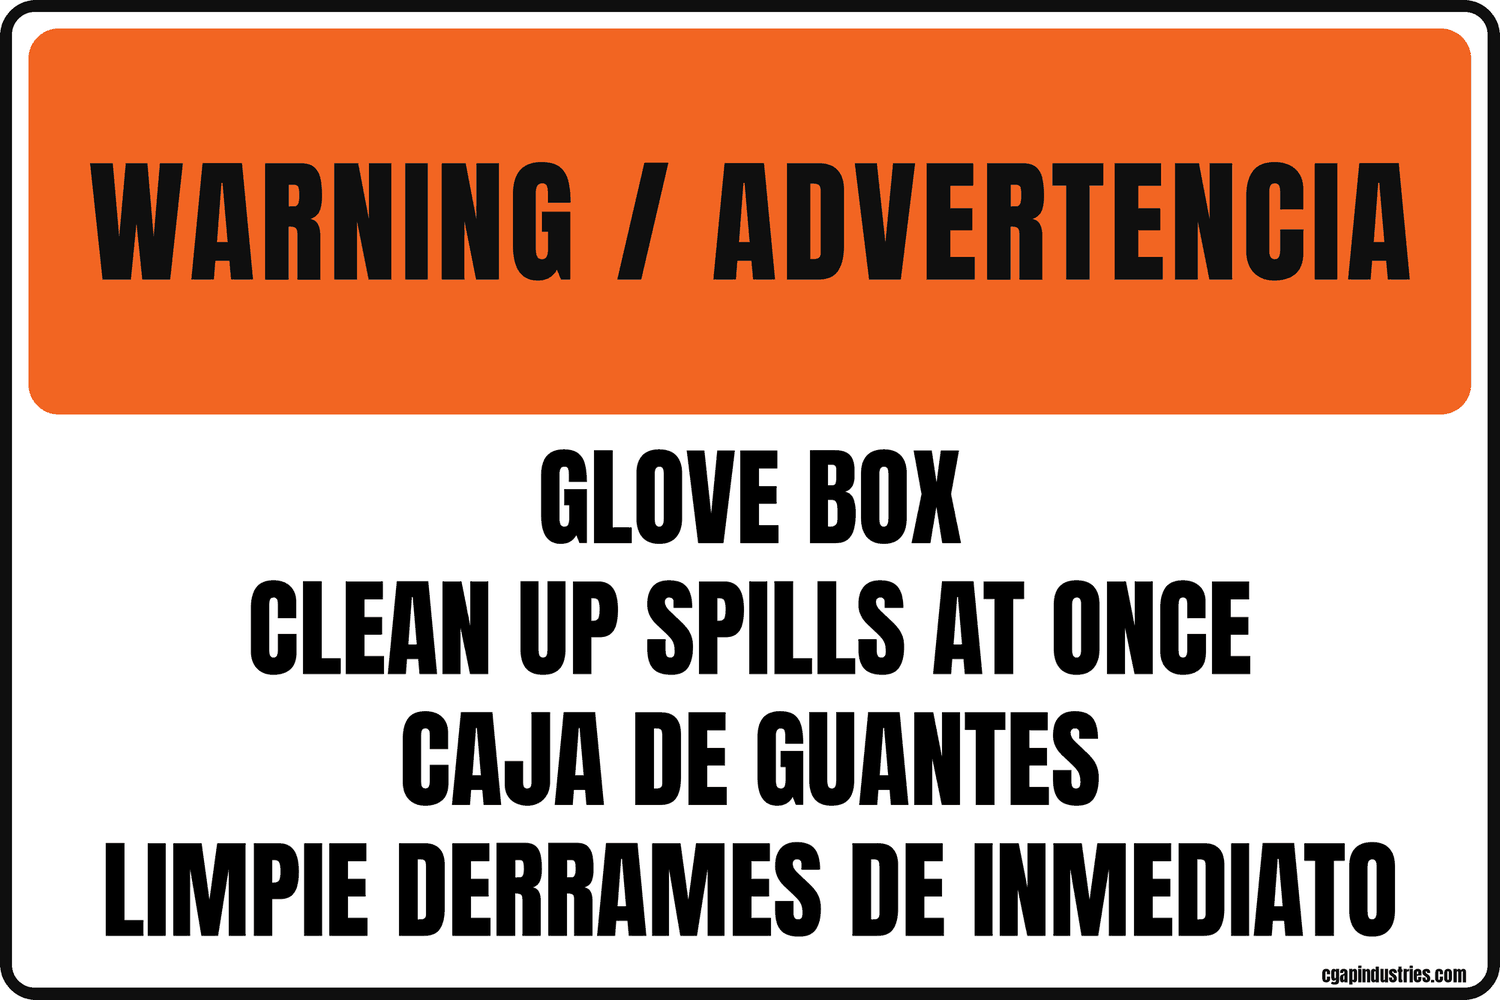 WARNING / ADVERTENCIA
GLOVE BOX
CLEAN UP SPILLS AT ONCE
CAJA DE GUANTES
LIMPIE DERRAMES DE INMEDIATO
cgapindustries.com